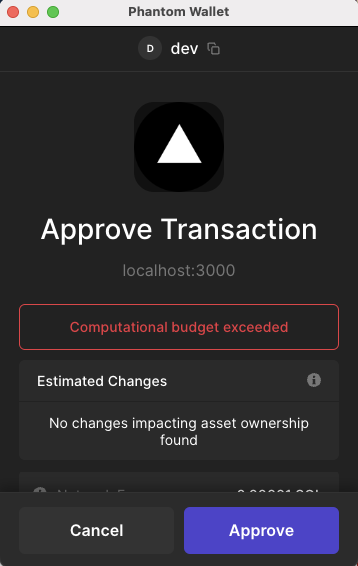 Phantom Wallet
D dev
Approve Transaction
localhost:3000
Computational budget exceeded
Estimated Changes
No changes impacting asset ownership
found
Cancel
Approve